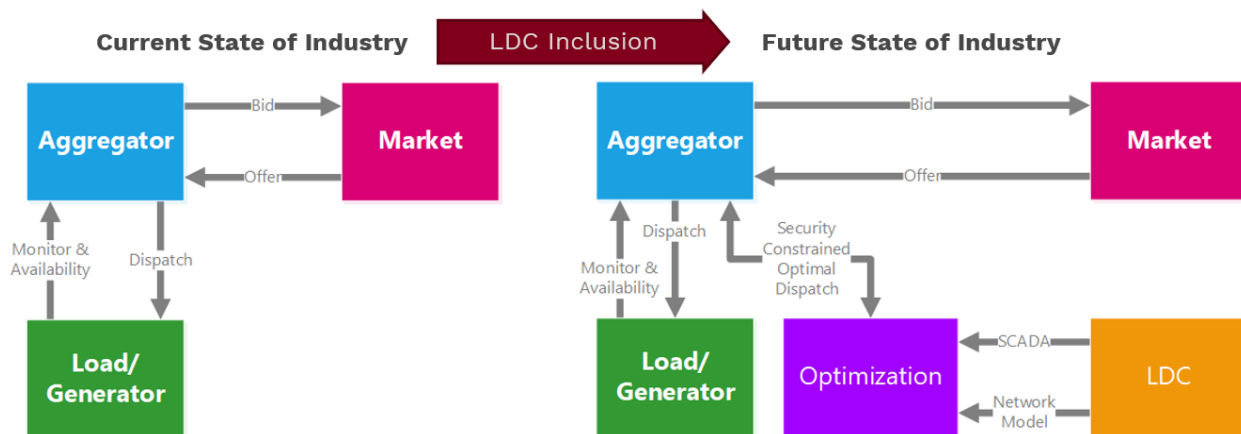 Current State of Industry
LDC Inclusion
Future State of Industry
Aggregator
Bid
Market
Offer
Monitor &
Availability
Dispatch
Load/
Generator
Aggregator
Bid
Market
Offer
Dispatch
Monitor &
Availability
Security
Constrained
Optimal
Dispatch
Load/
Generator
Optimization
SCADA
Network
Model
LDC